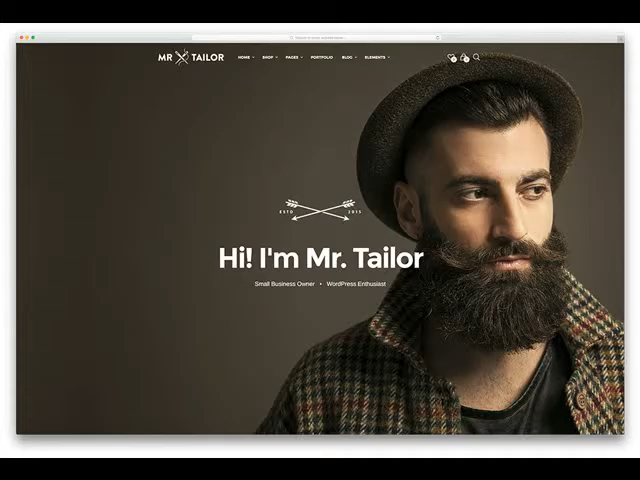 MR TAILOR HOME SHOP PAGES PORTFOLIO BLOG ELEMENTS
ESTD 2015
Hi! I'm Mr. Tailor
Small Business Owner • WordPress Enthusiast